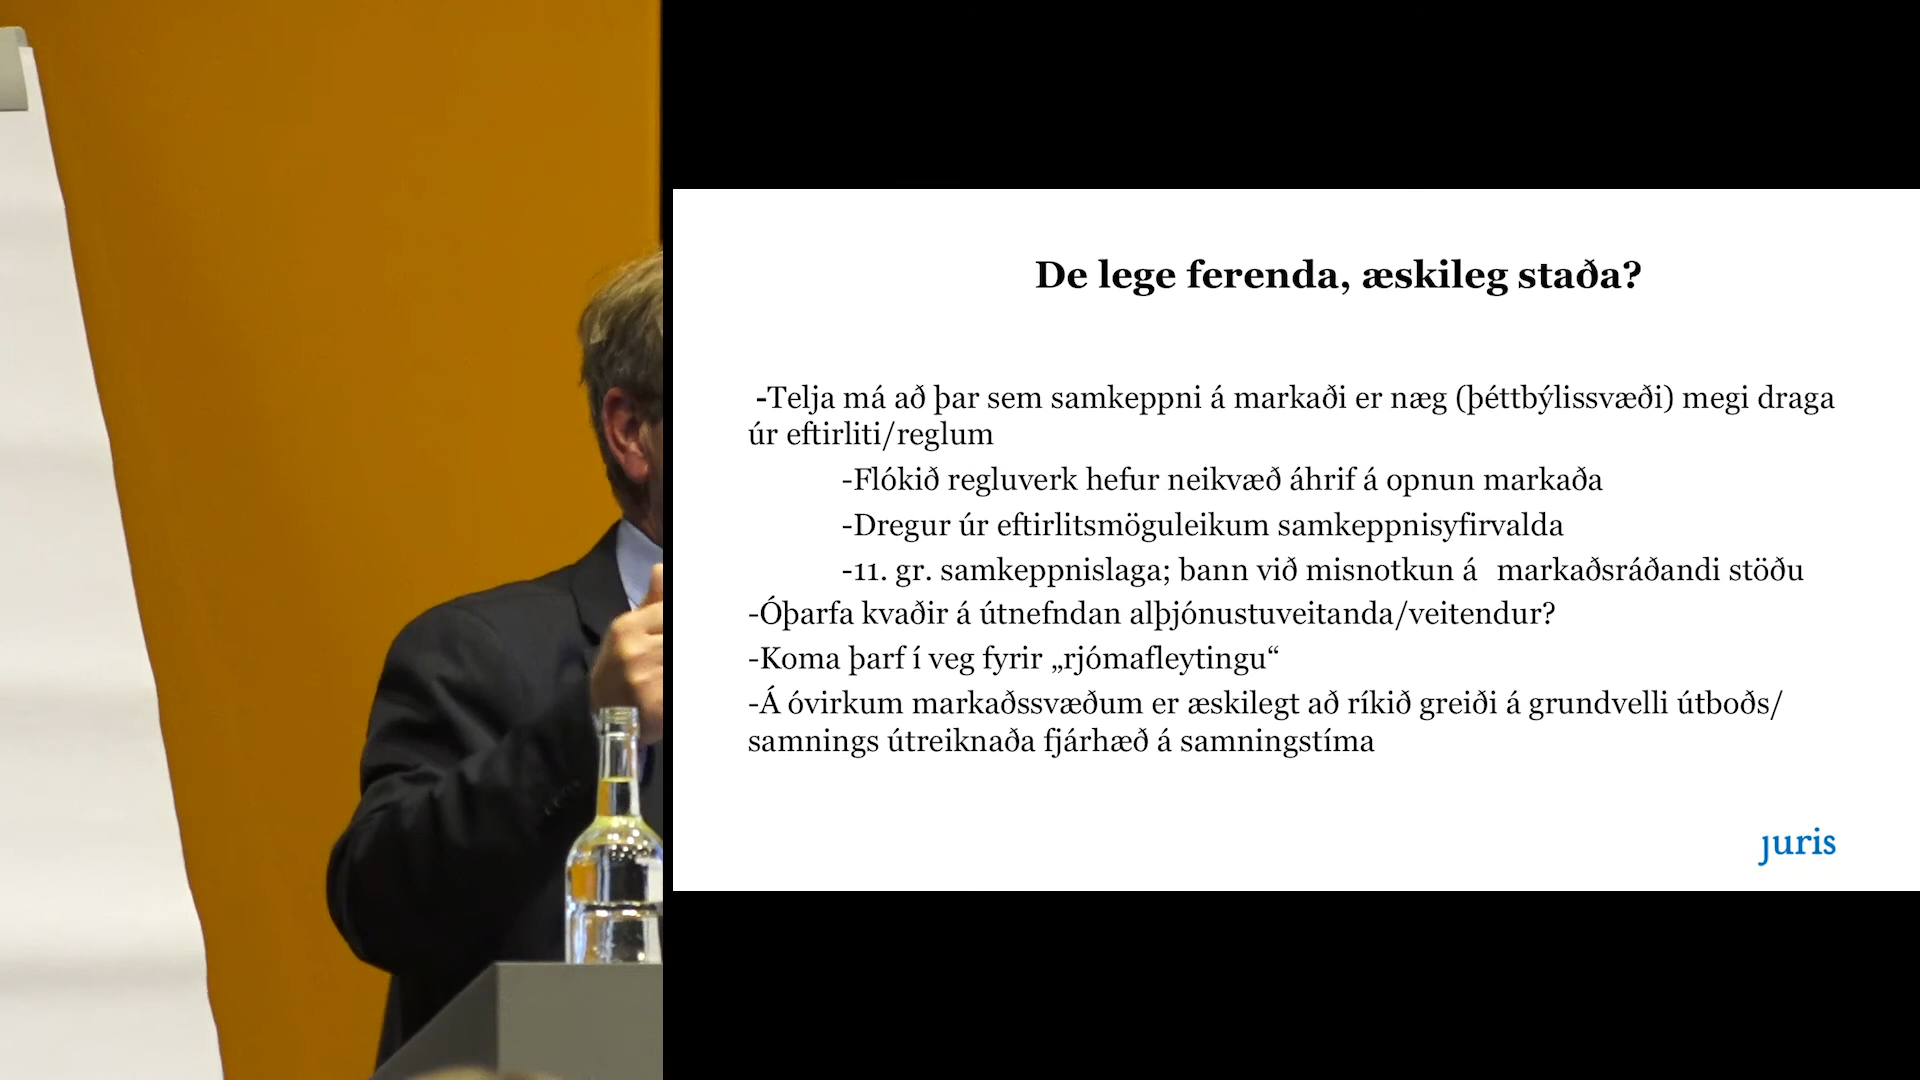 De lege ferenda, æskileg staða?
-Telja má að þar sem samkeppni á markaði er næg (þéttbýlissvæði) megi draga
úr eftirliti/reglum
-Flókið regluverk hefur neikvæð áhrif á opnun markaða
-Dregur úr eftirlitsmöguleikum samkeppnisyfirvalda
-11. gr. samkeppnislaga; bann við misnotkun á markaðsráðandi stöðu
-Óþarfa kvaðir á útnefndan alþjónustuveitanda/veitendur?
-Koma þarf í veg fyrir „rjómafleytingu“
-Á óvirkum markaðssvæðum er æskilegt að ríkið greiði á grundvelli útboðs/
samnings útreiknaða fjárhæð á samningstíma
juris